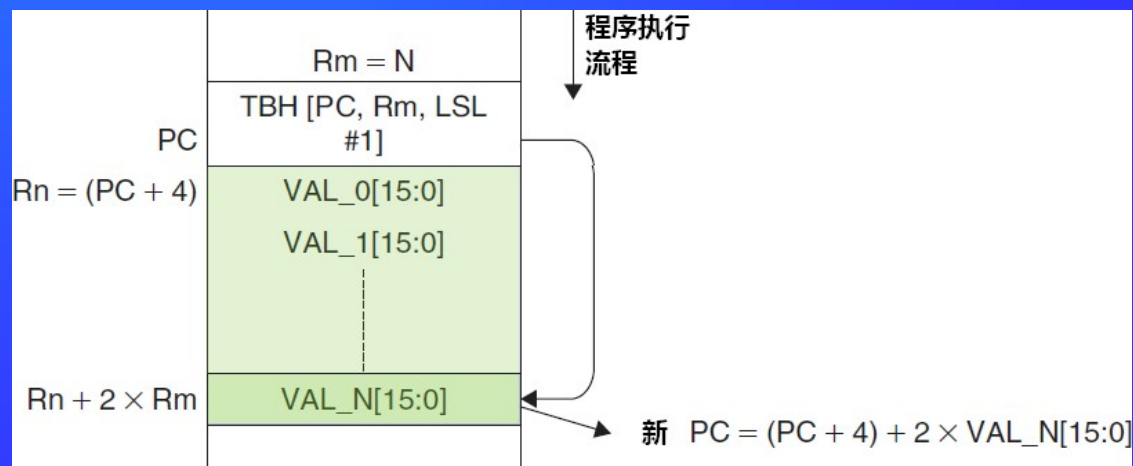 程序执行
流程
Rm = N
TBH [PC, Rm, LSL
#1]
PC
Rn = (PC + 4)
VAL_0[15:0]
VAL_1[15:0]
Rn + 2 × Rm
VAL_N[15:0]
新 PC = (PC + 4) + 2 × VAL_N[15:0]